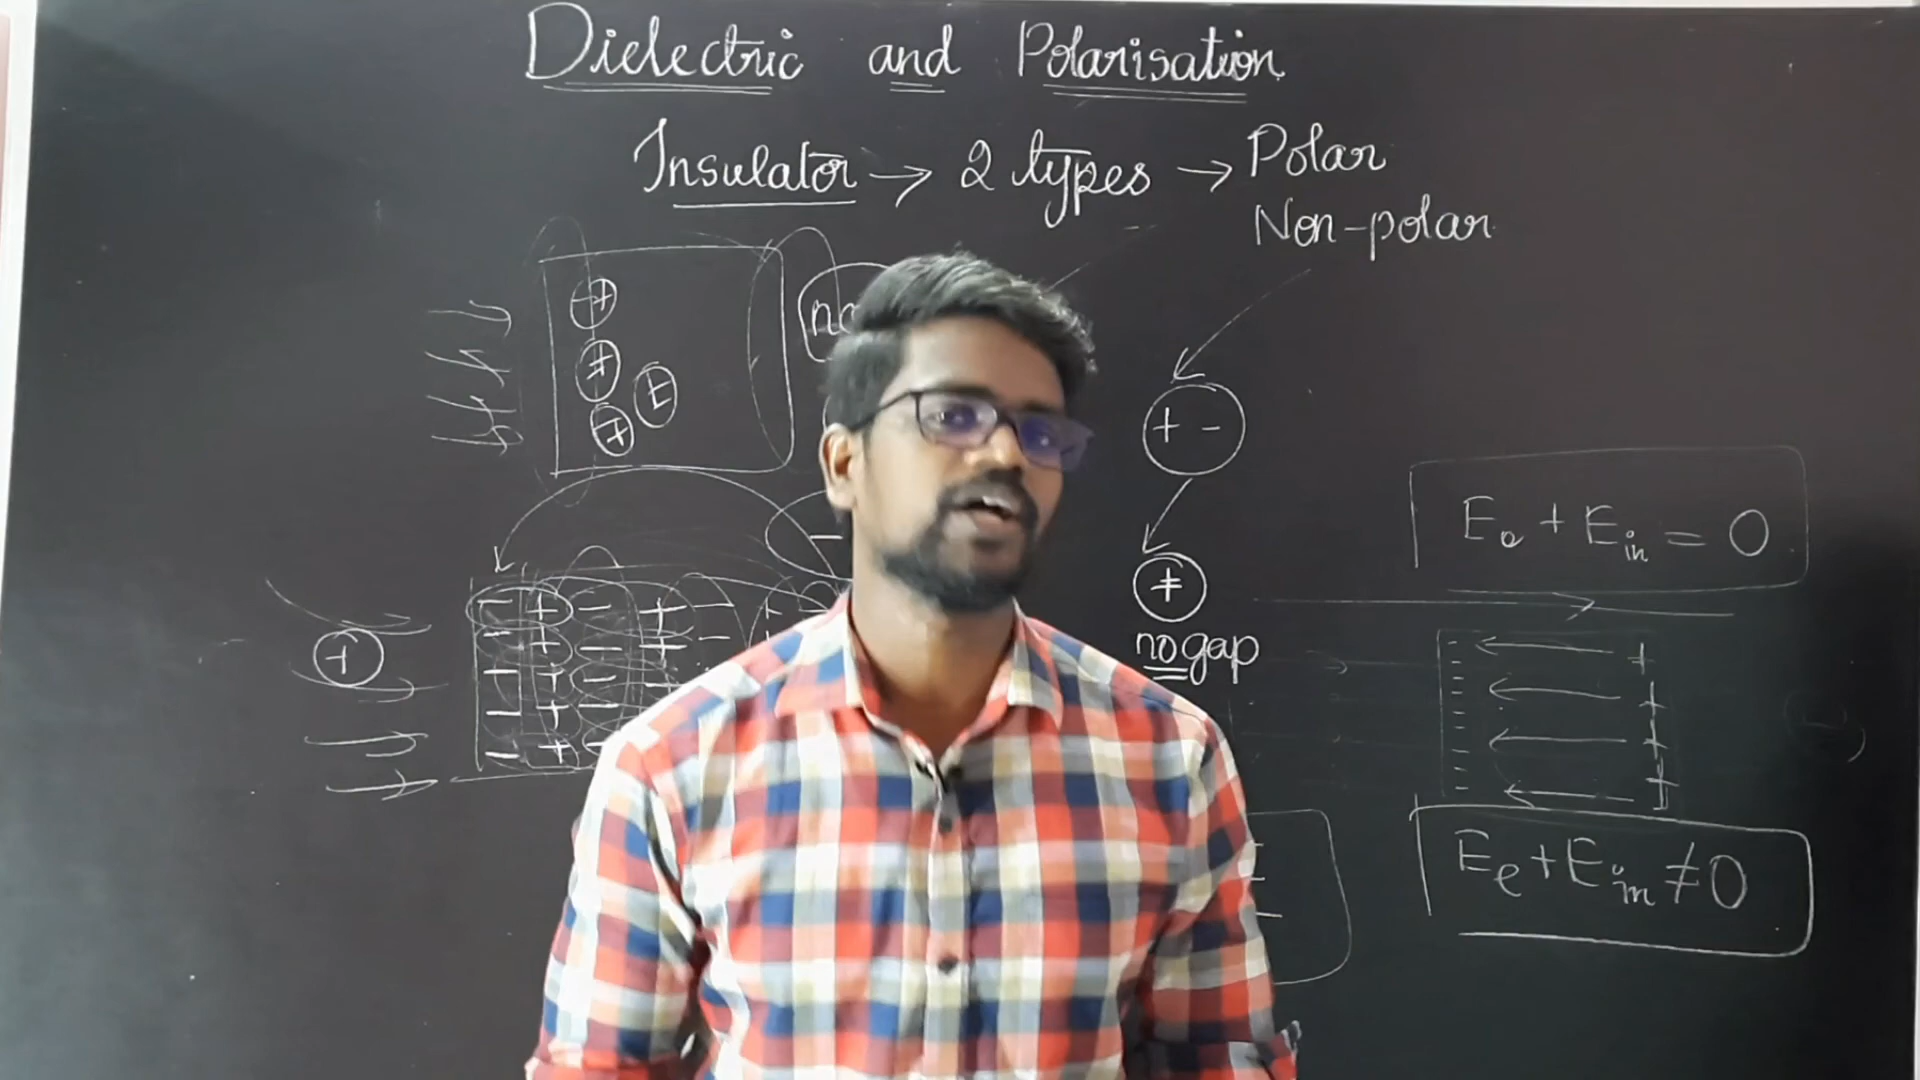 Dielectric and Polarisation
Insulator → 2 types → Polar
Non-polar
+ -
E₀ + Eᵢₙ = 0
+
no gap
Eₑ + Eᵢₙ ≠ 0